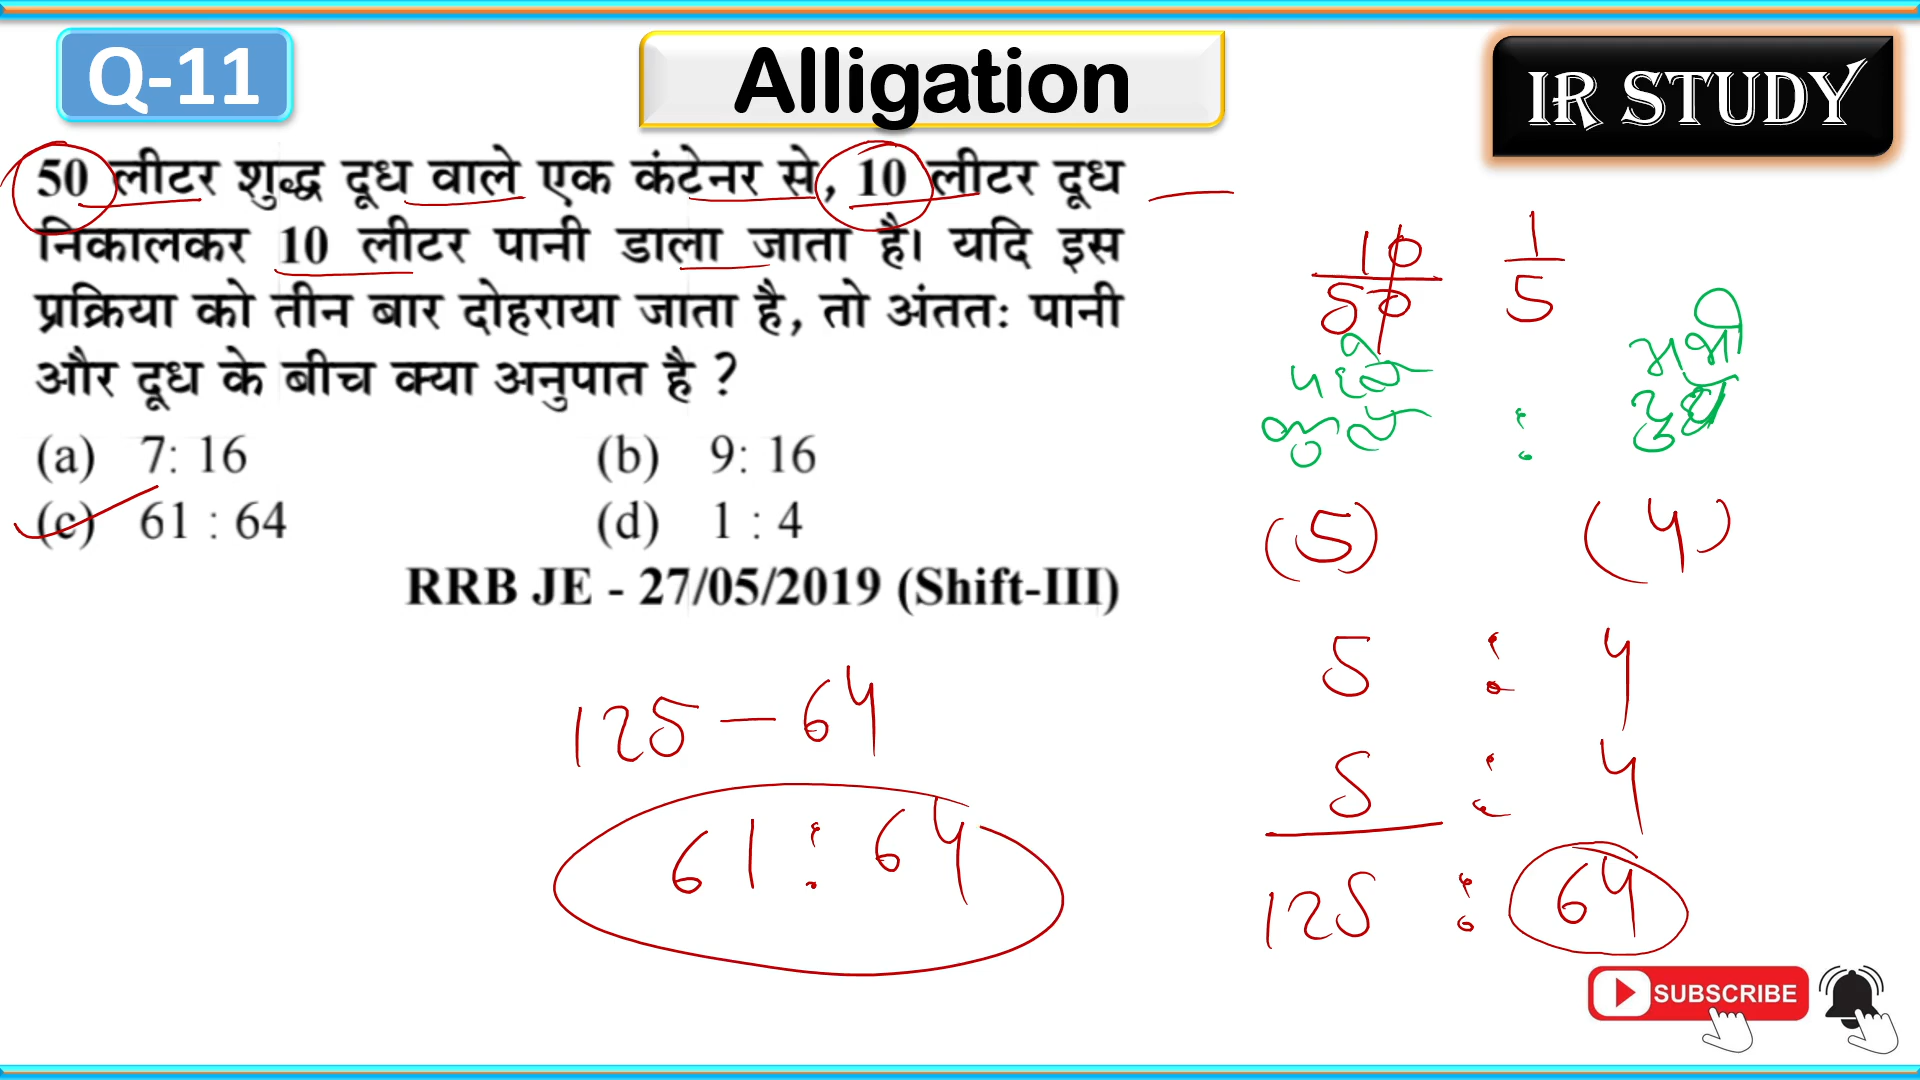 Q-11
Alligation
IR STUDY
50 लीटर शुद्ध दूध वाले एक कंटेनर से, 10 लीटर दूध
निकालकर 10 लीटर पानी डाला जाता है। यदि इस
प्रक्रिया को तीन बार दोहराया जाता है, तो अंततः पानी
और दूध के बीच क्या अनुपात है ?
(a) 7: 16 (b) 9: 16
(c) 61 : 64 (d) 1 : 4
RRB JE - 27/05/2019 (Shift-III)
10 1
50 5
पहले
:
दूध
(5) (4)
5 : 4
5 : 4
125 : 64
125 - 64
61 : 64
SUBSCRIBE